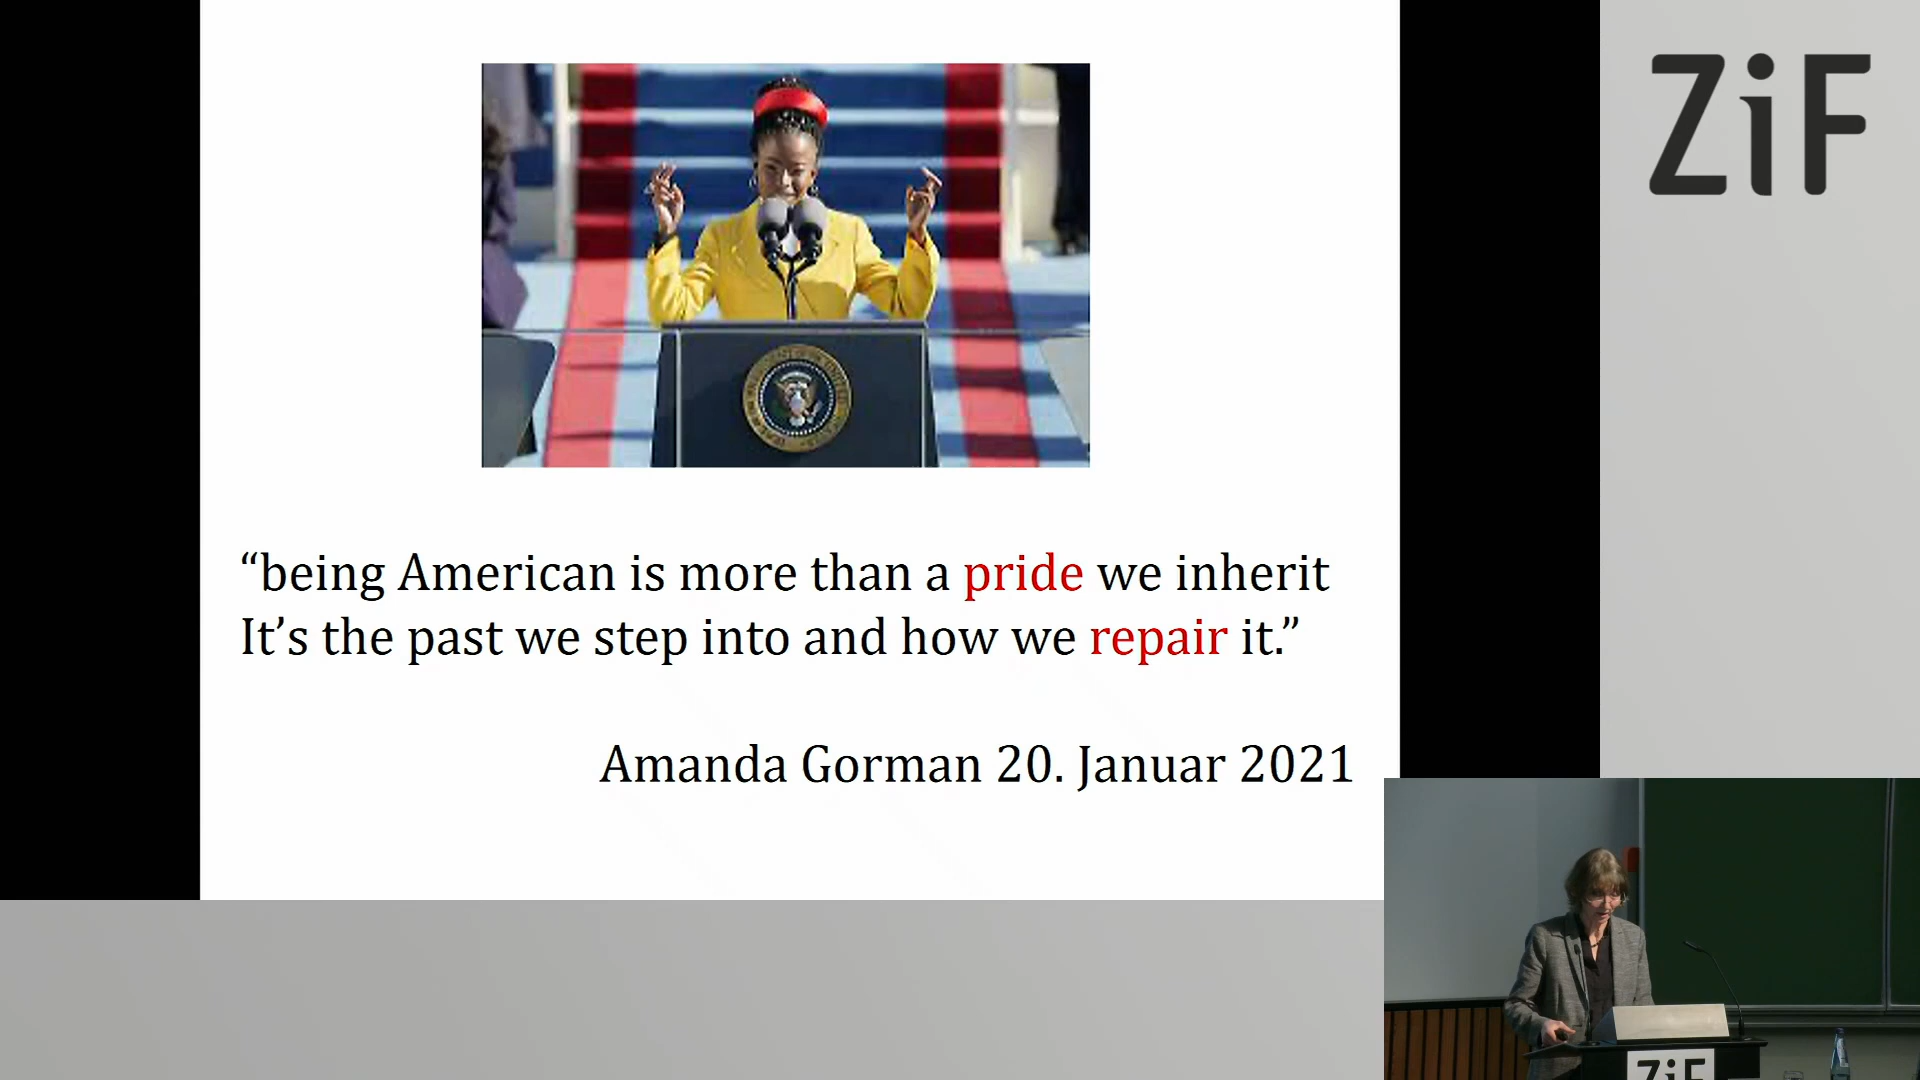 ZiF
“being American is more than a pride we inherit
It’s the past we step into and how we repair it.”
Amanda Gorman 20. Januar 2021
ZiF